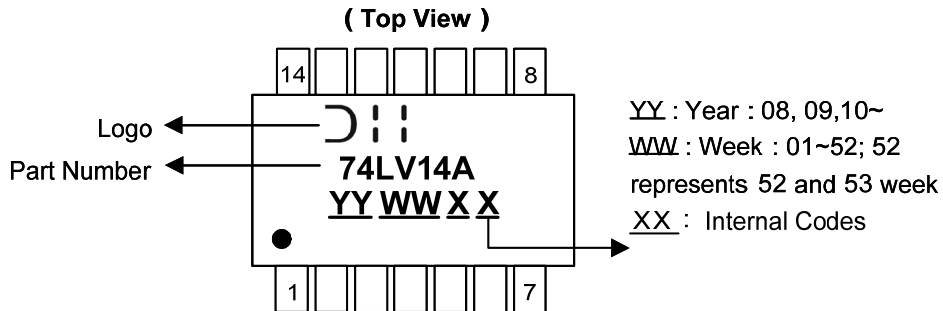 ( Top View )
14 8
Logo
Part Number
74LV14A
YY WW X X
1 7
YY : Year : 08, 09,10~
WW : Week : 01~52; 52
represents 52 and 53 week
XX : Internal Codes